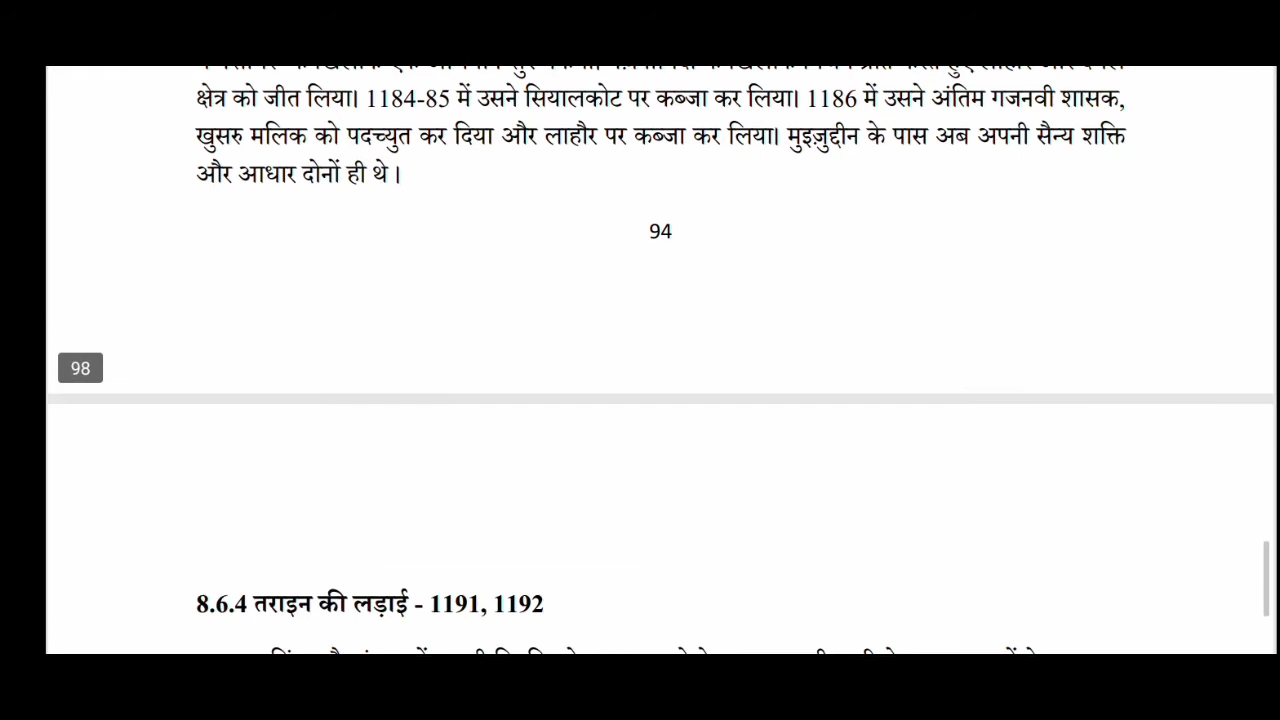 क्षेत्र को जीत लिया। 1184-85 में उसने सियालकोट पर कब्जा कर लिया। 1186 में उसने अंतिम गजनवी शासक,
खुसरु मलिक को पदच्युत कर दिया और लाहौर पर कब्जा कर लिया। मुइज़ुद्दीन के पास अब अपनी सैन्य शक्ति
और आधार दोनों ही थे।
94
98
8.6.4 तराइन की लड़ाई - 1191, 1192